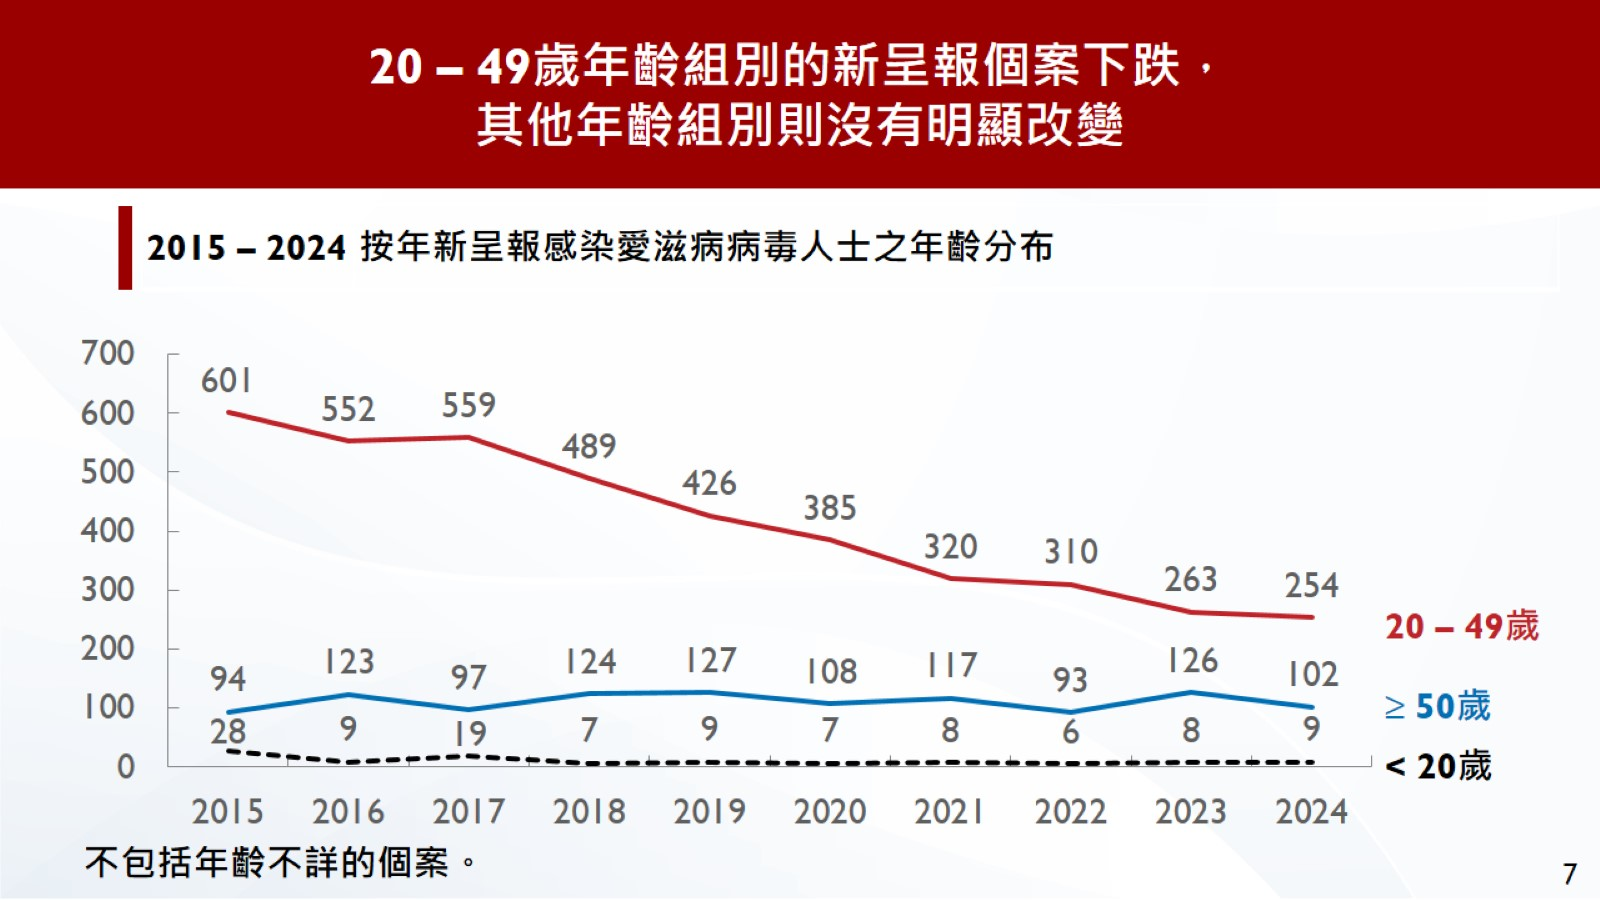 20 – 49歲年齡組別的新呈報個案下跌，
其他年齡組別則沒有明顯改變
2015 – 2024 按年新呈報感染愛滋病病毒人士之年齡分布
700
600
500
400
300
200
100
0
601 552 559 489 426 385 320 310 263 254
20 – 49歲
94 123 97 124 127 108 117 93 126 102
≥ 50歲
28 9 19 7 9 7 8 6 8 9
< 20歲
2015 2016 2017 2018 2019 2020 2021 2022 2023 2024
不包括年齡不詳的個案。
7